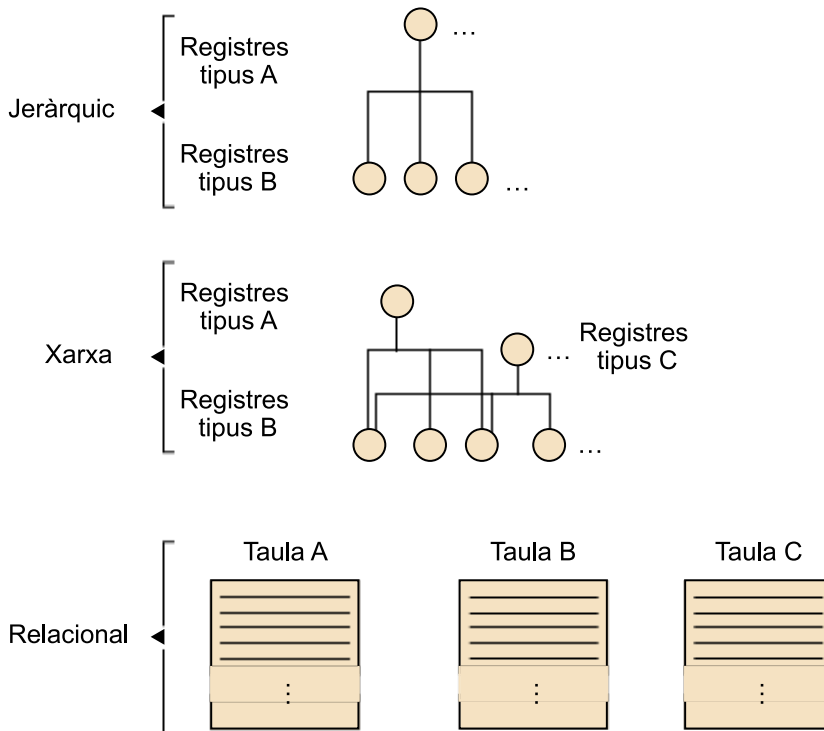 Jeràrquic
Registres
tipus A
...
Registres
tipus B
...
Xarxa
Registres
tipus A
...
Registres
tipus C
Registres
tipus B
...
Relacional
Taula A
Taula B
Taula C
...
...
...